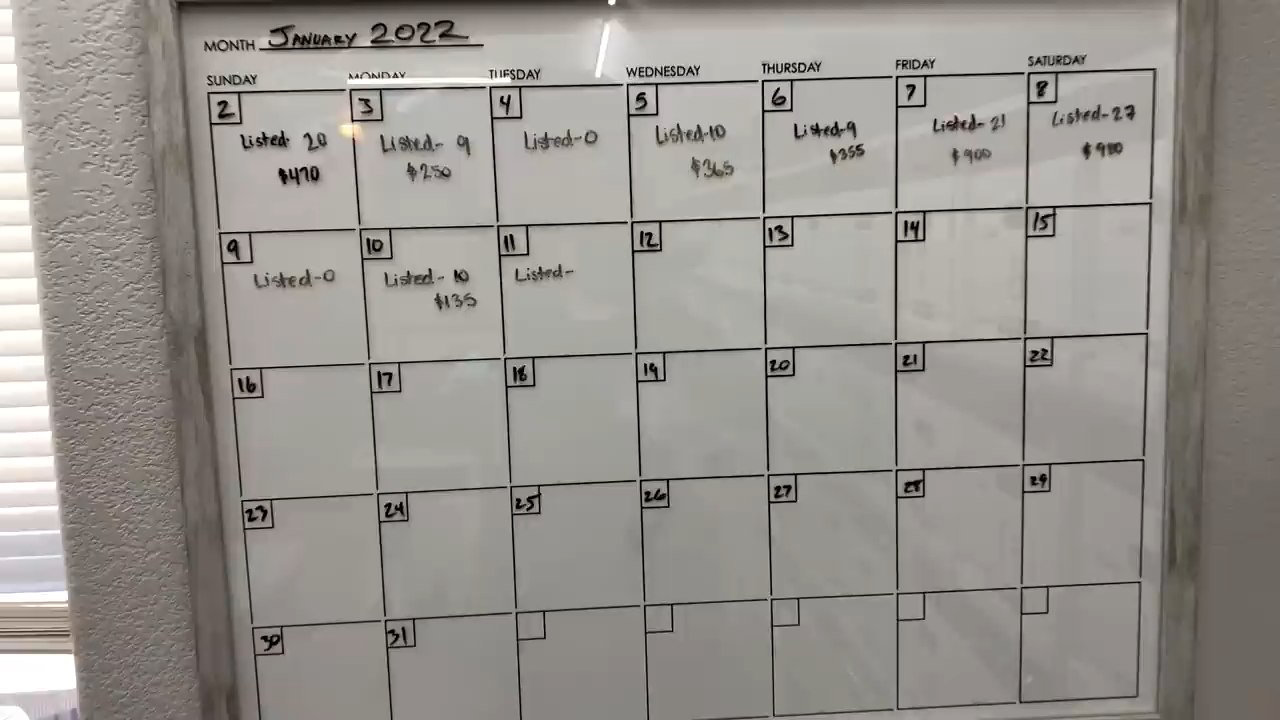 MONTH JANUARY 2022
SUNDAY MONDAY TUESDAY WEDNESDAY THURSDAY FRIDAY SATURDAY
2 3 4 5 6 7 8
Listed- 20 Listed- 9 Listed-0 Listed-10 Listed-9 Listed- 21 Listed-27
$470 $250 $365 $355 $900 $980
9 10 11 12 13 14 15
Listed-0 Listed- 10 Listed-
$135
16 17 18 19 20 21 22
23 24 25 26 27 28 29
30 31